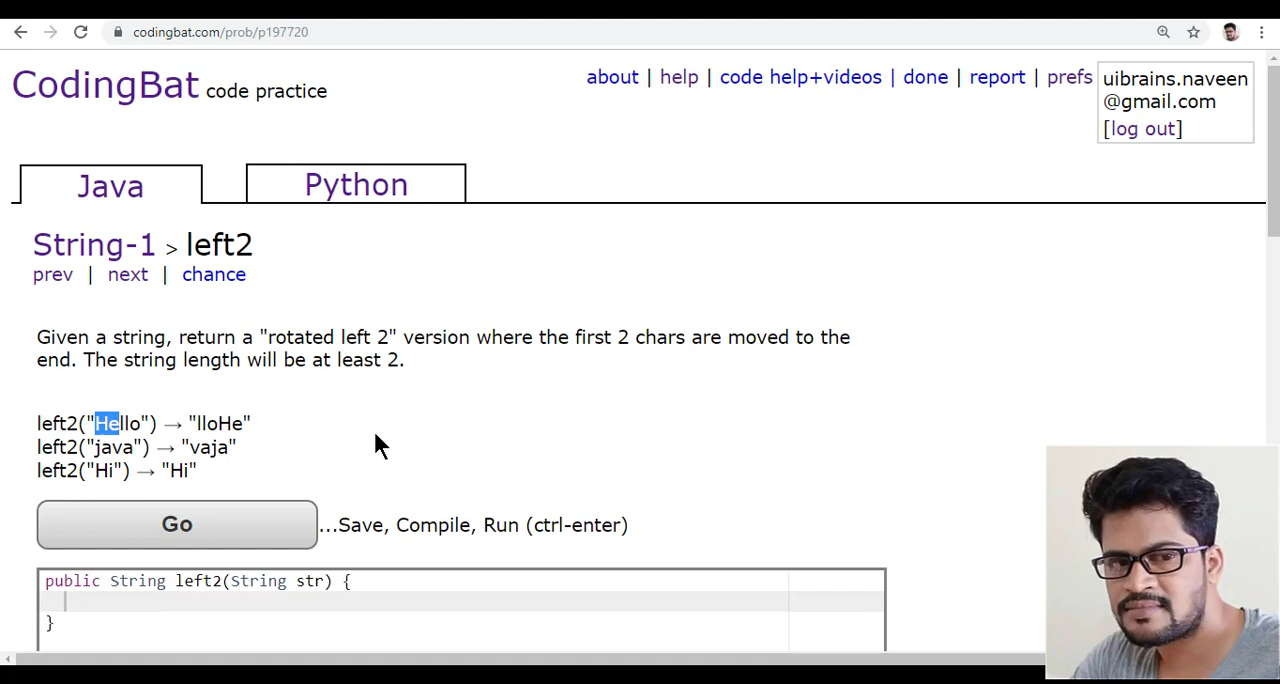 codingbat.com/prob/p197720
CodingBat code practice
about | help | code help+videos | done | report | prefs
uibrains.naveen
@gmail.com
[log out]
Java
Python
String-1 > left2
prev | next | chance
Given a string, return a "rotated left 2" version where the first 2 chars are moved to the
end. The string length will be at least 2.
left2("Hello") → "lloHe"
left2("java") → "vaja"
left2("Hi") → "Hi"
Go
...Save, Compile, Run (ctrl-enter)
public String left2(String str) {
}